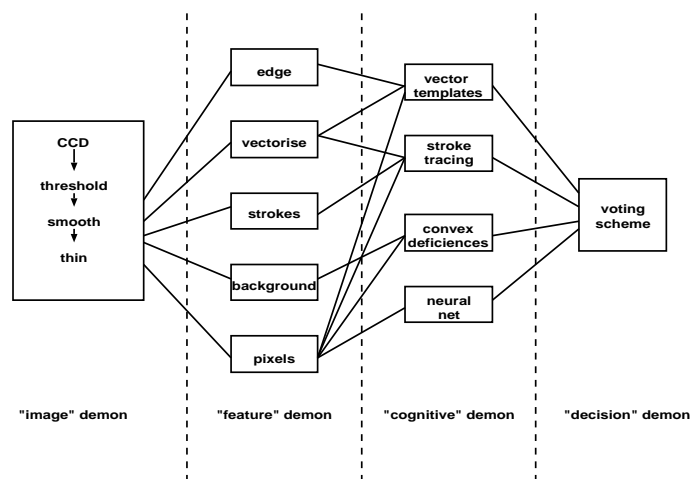 CCD
threshold
smooth
thin
edge
vectorise
strokes
background
pixels
vector
templates
stroke
tracing
convex
deficiences
neural
net
voting
scheme
"image" demon
"feature" demon
"cognitive" demon
"decision" demon